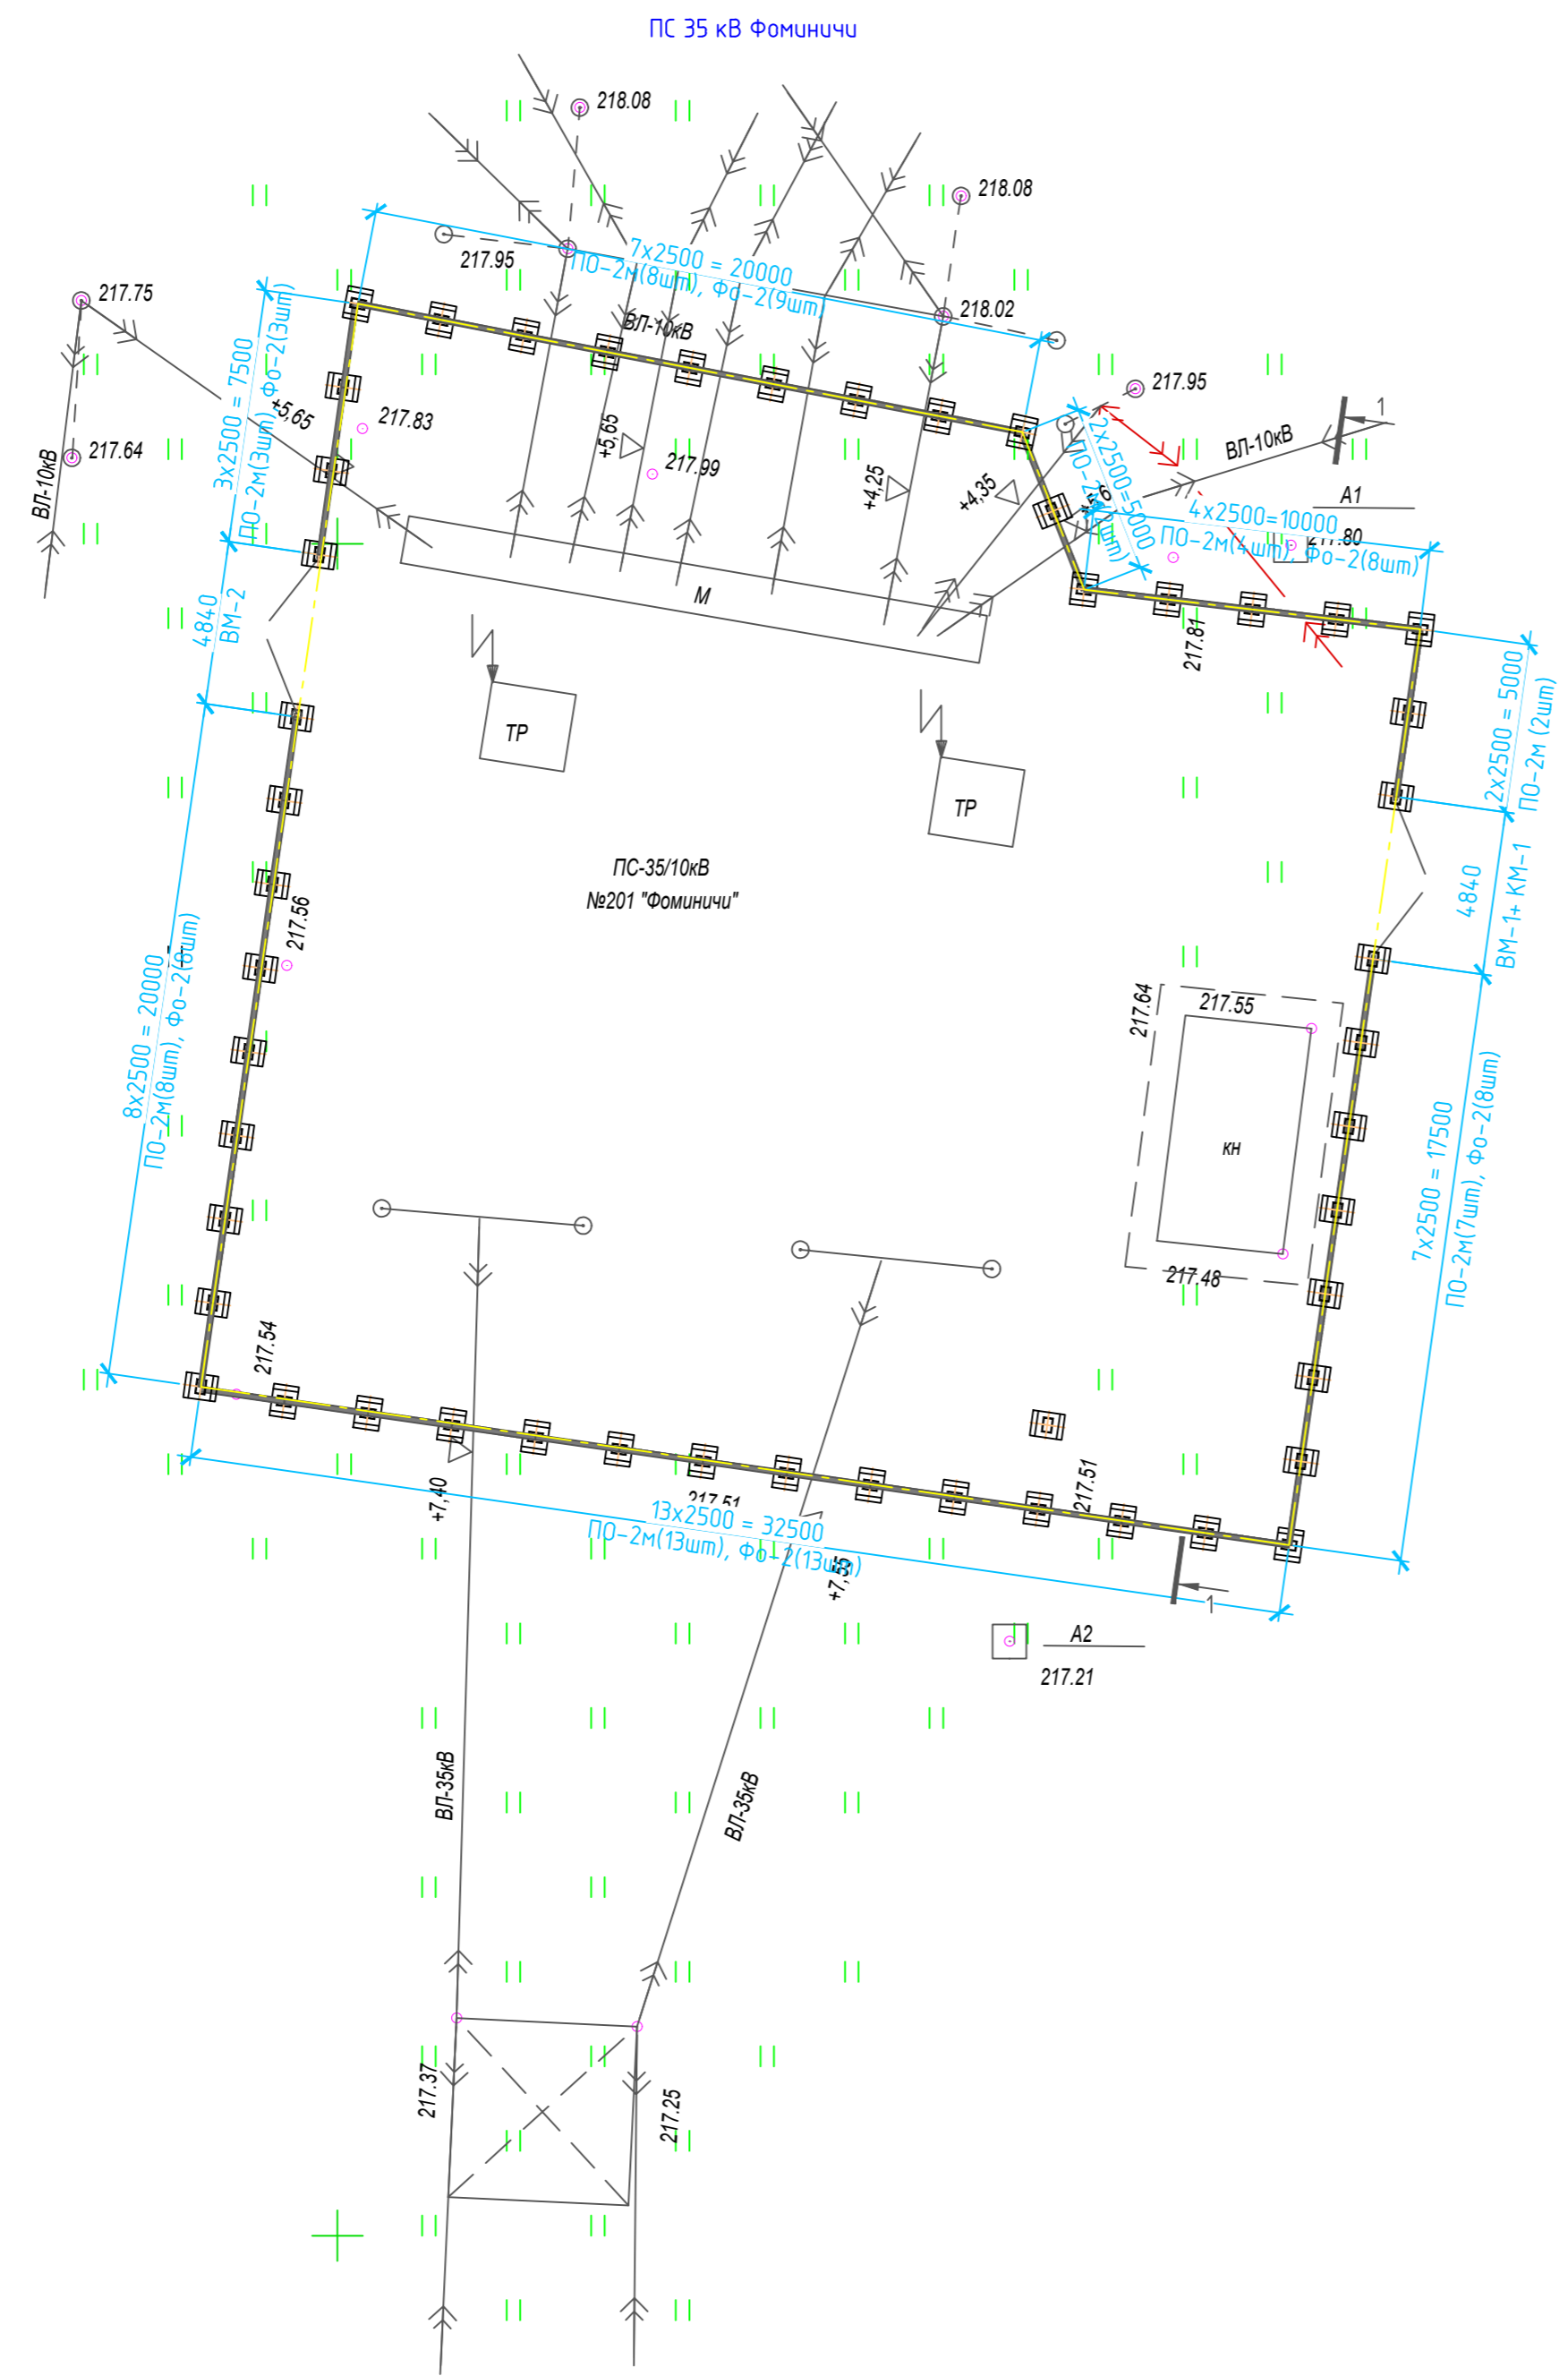 ПС 35 кВ Фоминичи
218.08
218.08
217.95
7х2500 = 20000
ПО-2м(8шт), Фо-2(9шт)
217.75
218.02
ВЛ-10кВ
3х2500 = 7500
ПО-2м(3шт), Фо-2(3шт)
+5,65
217.83
217.95
217.64
ВЛ-10кВ
+5,65
217.99
+4,25
+4,35
2х2500=5000
ВЛ-10кВ
1
А1
4х2500=10000
ПО-2м(4шт), Фо-2(8шт)
4840
ВМ-2
М
217.81
2х2500 = 5000
ПО-2м (2шт)
ТР
ТР
ПС-35/10кВ
№201 "Фоминичи"
4840
ВМ-1+ КМ-1
217.56
8х2500 = 20000
ПО-2м(8шт), Фо-2(8шт)
217.64
217.55
кн
217.48
7х2500 = 17500
ПО-2м(7шт), Фо-2(8шт)
217.54
+7,40
217.51
217.51
13х2500 = 32500
ПО-2м(13шт), Фо-2(13шт)
+7,55
1
А2
217.21
ВЛ-35кВ
ВЛ-35кВ
217.37
217.25